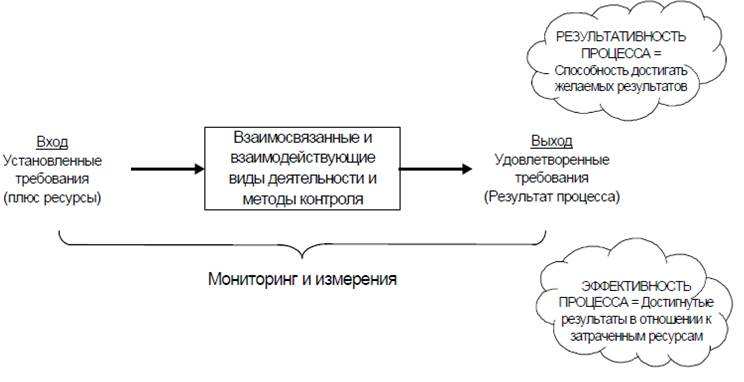 РЕЗУЛЬТАТИВНОСТЬ
ПРОЦЕССА =
Способность достигать
желаемых результатов
Вход
Установленные
требования
(плюс ресурсы)
Взаимосвязанные и
взаимодействующие
виды деятельности и
методы контроля
Выход
Удовлетворенные
требования
(Результат процесса)
Мониторинг и измерения
ЭФФЕКТИВНОСТЬ
ПРОЦЕССА = Достигнутые
результаты в отношении к
затраченным ресурсам